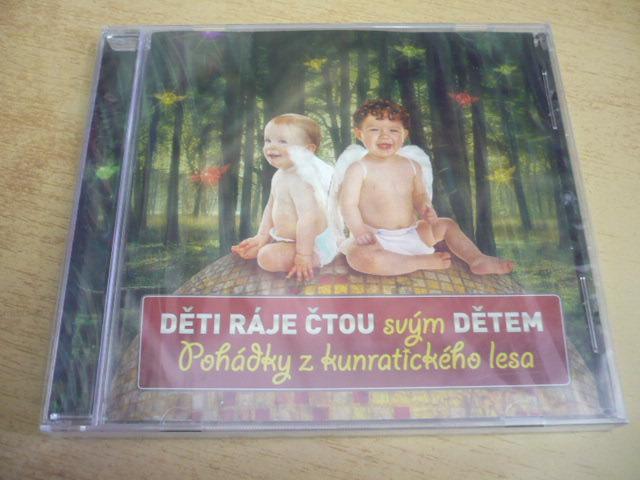 DĚTI RÁJE ČTOU svým DĚTEM
Pohádky z kunratického lesa